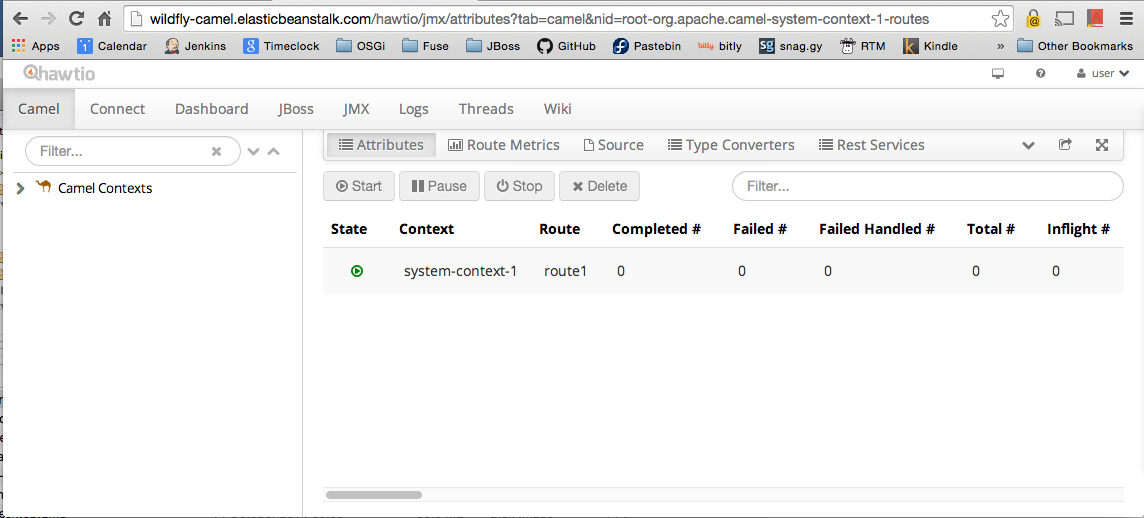 wildfly-camel.elasticbeanstalk.com/hawtio/jmx/attributes?tab=camel&nid=root-org.apache.camel-system-context-1-routes
Apps 1 Calendar Jenkins Timeclock OSGi Fuse JBoss GitHub Pastebin bitly bitly sg snag.gy RTM k Kindle » Other Bookmarks
hawtio user
Camel Connect Dashboard JBoss JMX Logs Threads Wiki
Filter...
Camel Contexts
Attributes Route Metrics Source Type Converters Rest Services
Start Pause Stop Delete Filter...
State Context Route Completed # Failed # Failed Handled # Total # Inflight #
system-context-1 route1 0 0 0 0 0